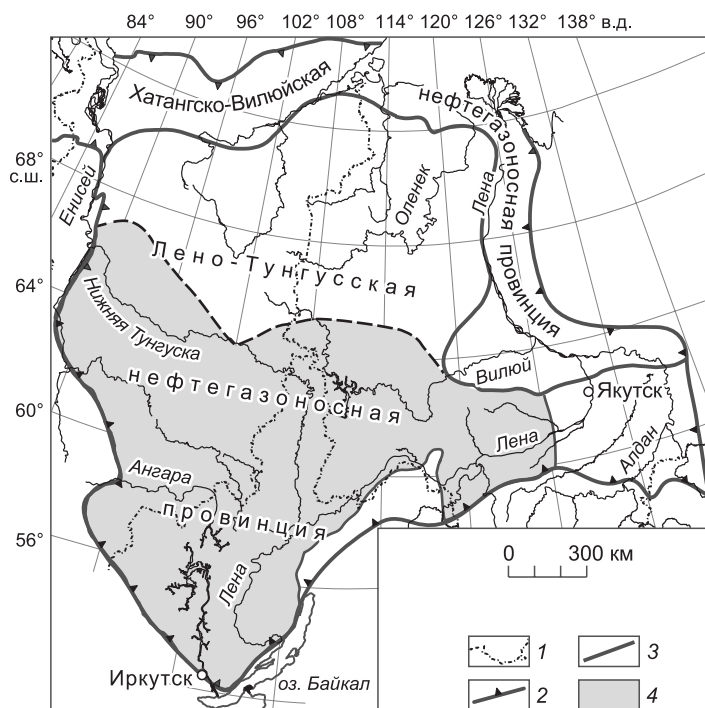 84° 90° 96° 102° 108° 114° 120° 126° 132° 138° в.д.
Хатангско-Вилюйская
нефтегазоносная провинция
68°
с.ш.
Енисей
Оленек
Лена
Лено-Тунгусская
64°
Нижняя Тунгуска
Вилюй
нефтегазоносная
Якутск
60°
Лена
Алдан
Ангара
провинция
56°
0 300 км
Лена
1 3
Иркутск
оз. Байкал
2 4